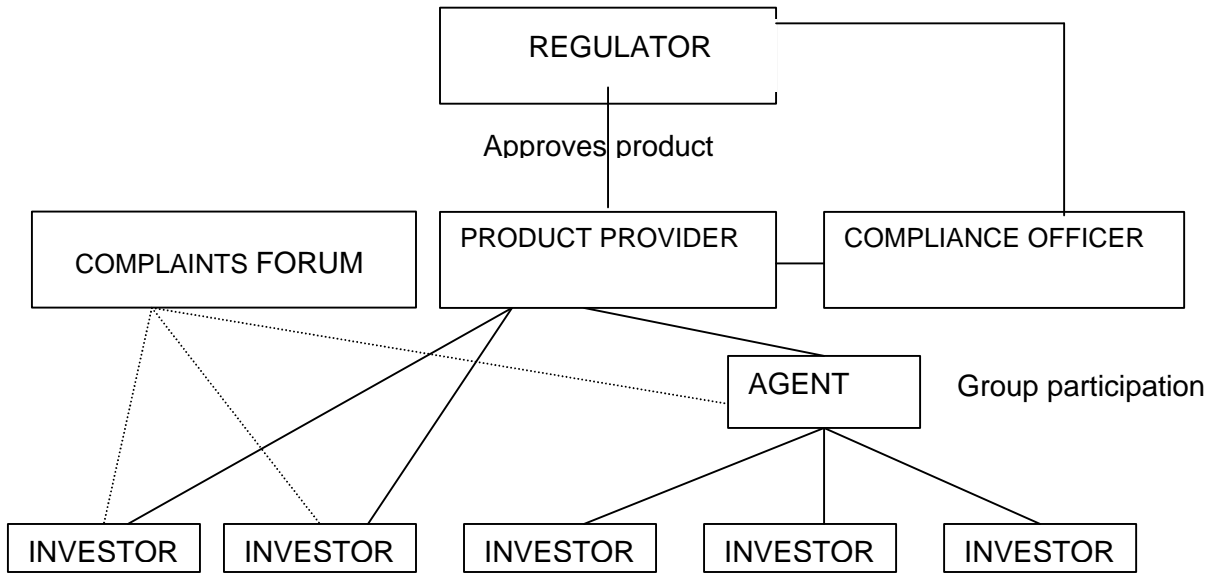 REGULATOR
Approves product
COMPLAINTS FORUM
PRODUCT PROVIDER
COMPLIANCE OFFICER
AGENT
Group participation
INVESTOR
INVESTOR
INVESTOR
INVESTOR
INVESTOR